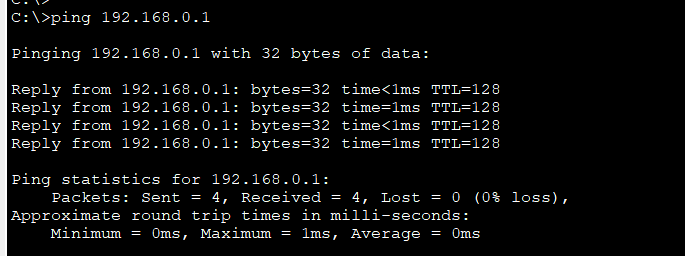 C:\>
C:\>ping 192.168.0.1
Pinging 192.168.0.1 with 32 bytes of data:
Reply from 192.168.0.1: bytes=32 time<1ms TTL=128
Reply from 192.168.0.1: bytes=32 time=1ms TTL=128
Reply from 192.168.0.1: bytes=32 time<1ms TTL=128
Reply from 192.168.0.1: bytes=32 time=1ms TTL=128
Ping statistics for 192.168.0.1:
Packets: Sent = 4, Received = 4, Lost = 0 (0% loss),
Approximate round trip times in milli-seconds:
Minimum = 0ms, Maximum = 1ms, Average = 0ms